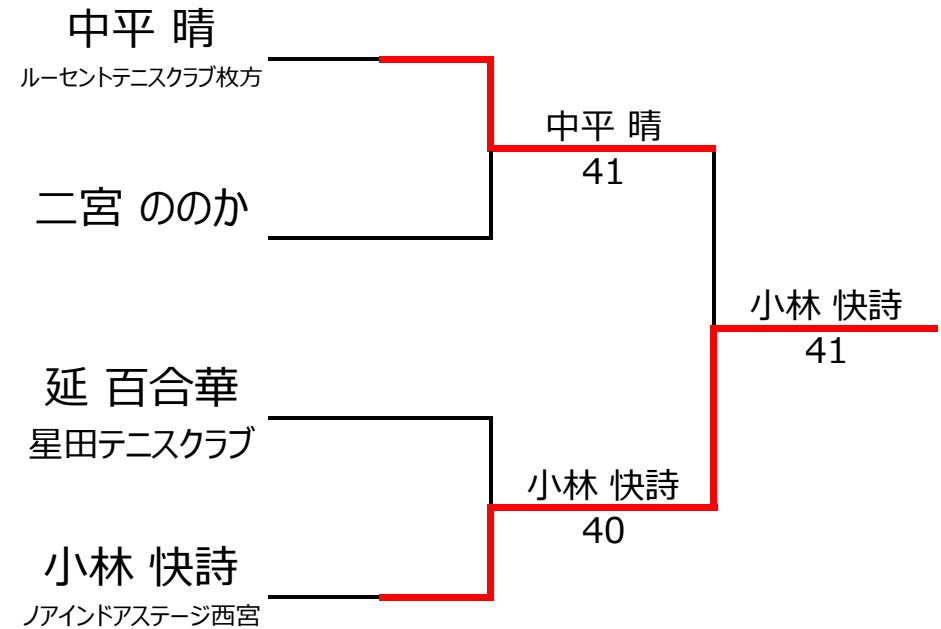 中平 晴
ルーセントテニスクラブ枚方
中平 晴
41
二宮 ののか
小林 快詩
41
延 百合華
星田テニスクラブ
小林 快詩
40
小林 快詩
ノアインドアステージ西宮